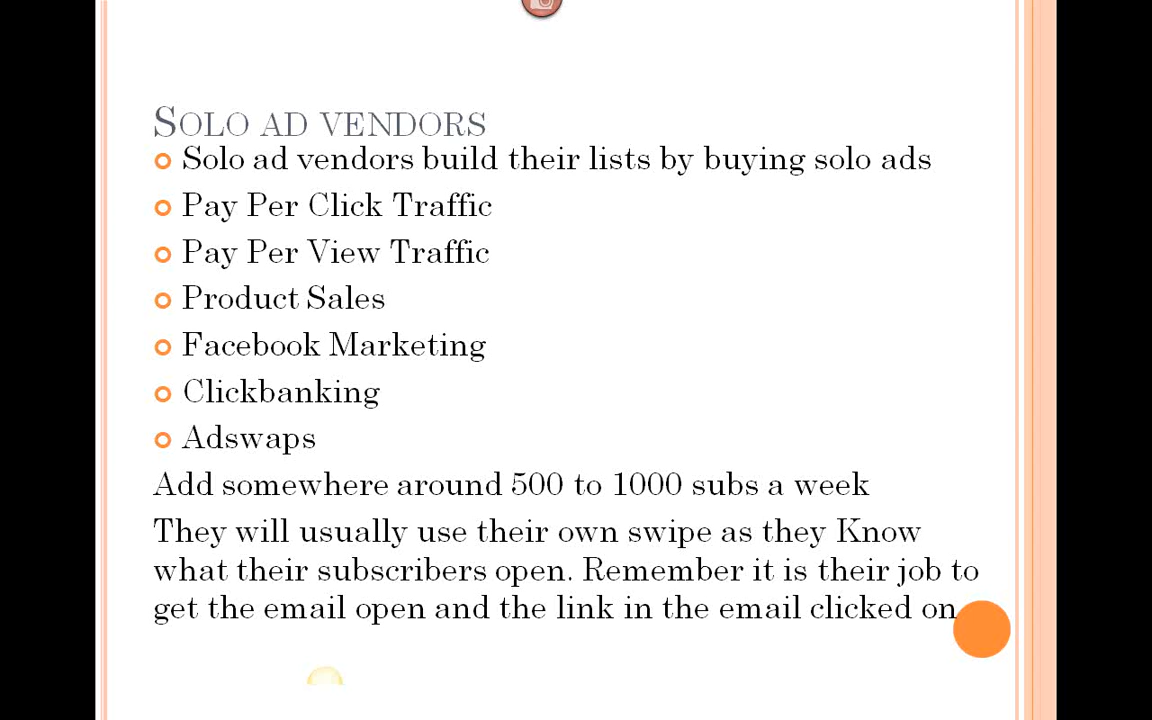 Solo ad vendors
Solo ad vendors build their lists by buying solo ads
Pay Per Click Traffic
Pay Per View Traffic
Product Sales
Facebook Marketing
Clickbanking
Adswaps
Add somewhere around 500 to 1000 subs a week
They will usually use their own swipe as they Know
what their subscribers open. Remember it is their job to
get the email open and the link in the email clicked on